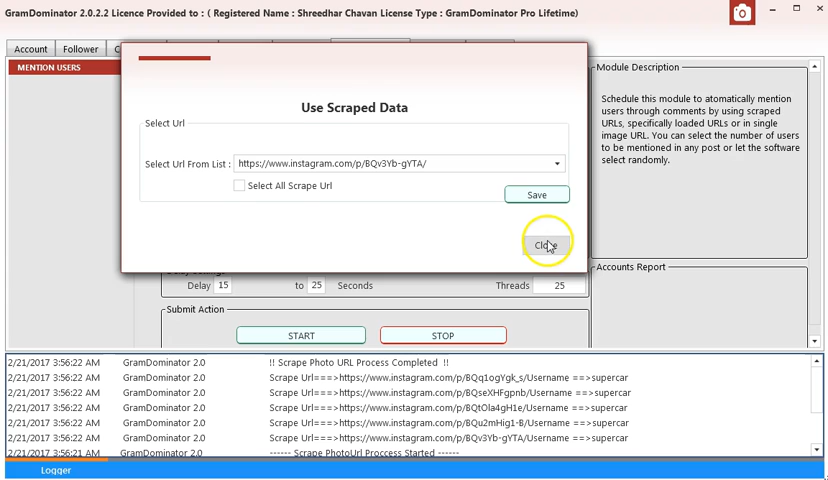 GramDominator 2.0.2.2 Licence Provided to : ( Registered Name : Shreedhar Chavan License Type : GramDominator Pro Lifetime)
Account
Follower
MENTION USERS
Use Scraped Data
Select Url
Select Url From List :
https://www.instagram.com/p/BQv3Yb-gYTA/
Select All Scrape Url
Save
Close
Module Description
Schedule this module to atomatically mention
users through comments by using scraped
URLs, specifically loaded URLs or in single
image URL. You can select the number of users
to be mentioned in any post or let the software
select randomly.
Accounts Report
Delay 15 to 25 Seconds
Threads 25
Submit Action
START
STOP
2/21/2017 3:56:22 AM GramDominator 2.0 !! Scrape Photo URL Process Completed !!
2/21/2017 3:56:22 AM GramDominator 2.0 Scrape Url===>https://www.instagram.com/p/BQq1ogYgk_s/Username ==>supercar
2/21/2017 3:56:22 AM GramDominator 2.0 Scrape Url===>https://www.instagram.com/p/BQseXHFgpnb/Username ==>supercar
2/21/2017 3:56:22 AM GramDominator 2.0 Scrape Url===>https://www.instagram.com/p/BQtOla4gH1e/Username ==>supercar
2/21/2017 3:56:22 AM GramDominator 2.0 Scrape Url===>https://www.instagram.com/p/BQu2mHig1-B/Username ==>supercar
2/21/2017 3:56:22 AM GramDominator 2.0 Scrape Url===>https://www.instagram.com/p/BQv3Yb-gYTA/Username ==>supercar
2/21/2017 3:56:21 AM GramDominator 2.0 ------ Scrape PhotoUrl Proccess Started ------
Logger